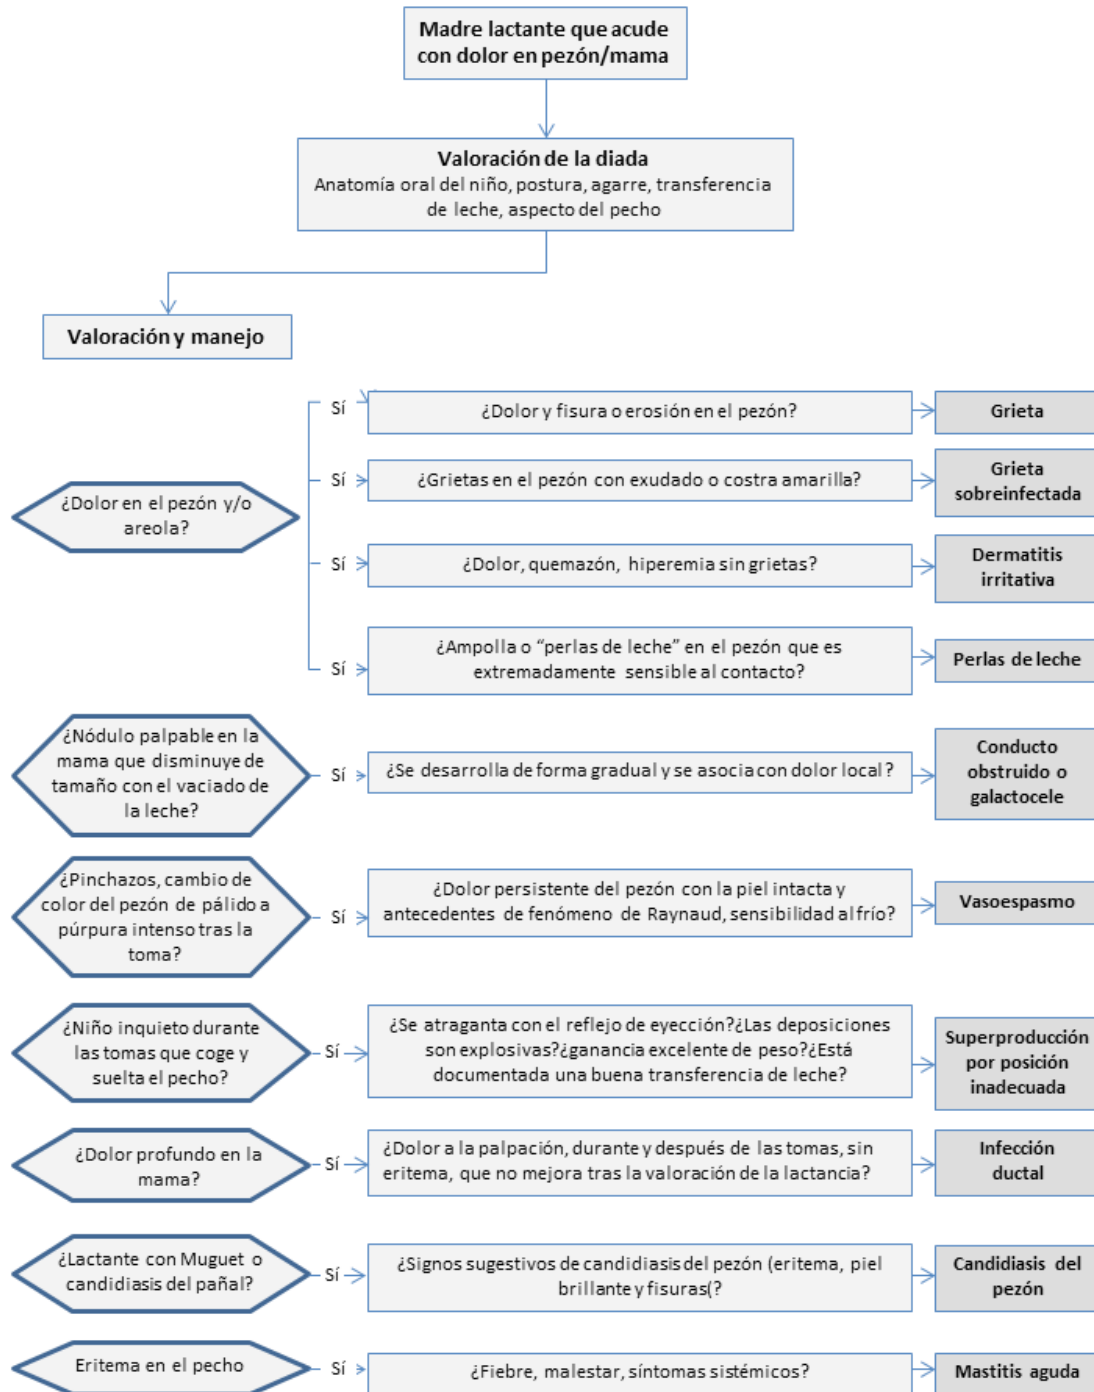 Madre lactante que acude
con dolor en pezón/mama
Valoración de la diada
Anatomía oral del niño, postura, agarre, transferencia
de leche, aspecto del pecho
Valoración y manejo
¿Dolor en el pezón y/o
areola?
Sí
¿Dolor y fisura o erosión en el pezón?
Grieta
Sí
¿Grietas en el pezón con exudado o costra amarilla?
Grieta
sobreinfectada
Sí
¿Dolor, quemazón, hiperemia sin grietas?
Dermatitis
irritativa
Sí
¿Ampolla o “perlas de leche” en el pezón que es
extremadamente sensible al contacto?
Perlas de leche
¿Nódulo palpable en la
mama que disminuye de
tamaño con el vaciado de
la leche?
Sí
¿Se desarrolla de forma gradual y se asocia con dolor local?
Conducto
obstruido o
galactocele
¿Pinchazos, cambio de
color del pezón de pálido a
púrpura intenso tras la
toma?
Sí
¿Dolor persistente del pezón con la piel intacta y
antecedentes de fenómeno de Raynaud, sensibilidad al frío?
Vasoespasmo
¿Niño inquieto durante
las tomas que coge y
suelta el pecho?
Sí
¿Se atraganta con el reflejo de eyección?¿Las deposiciones
son explosivas?¿ganancia excelente de peso?¿Está
documentada una buena transferencia de leche?
Superproducción
por posición
inadecuada
¿Dolor profundo en la
mama?
Sí
¿Dolor a la palpación, durante y después de las tomas, sin
eritema, que no mejora tras la valoración de la lactancia?
Infección
ductal
¿Lactante con Muguet o
candidiasis del pañal?
Sí
¿Signos sugestivos de candidiasis del pezón (eritema, piel
brillante y fisuras(?
Candidiasis del
pezón
Eritema en el pecho
Sí
¿Fiebre, malestar, síntomas sistémicos?
Mastitis aguda